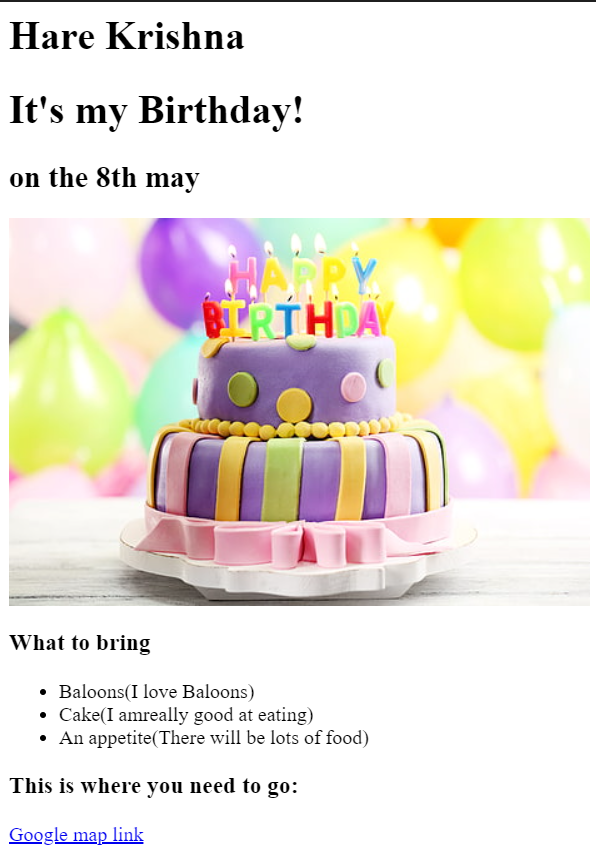 Hare Krishna
It's my Birthday!
on the 8th may
HAPPY
BIRTHDAY
What to bring
Baloons(I love Baloons)
Cake(I amreally good at eating)
An appetite(There will be lots of food)
This is where you need to go:
Google map link